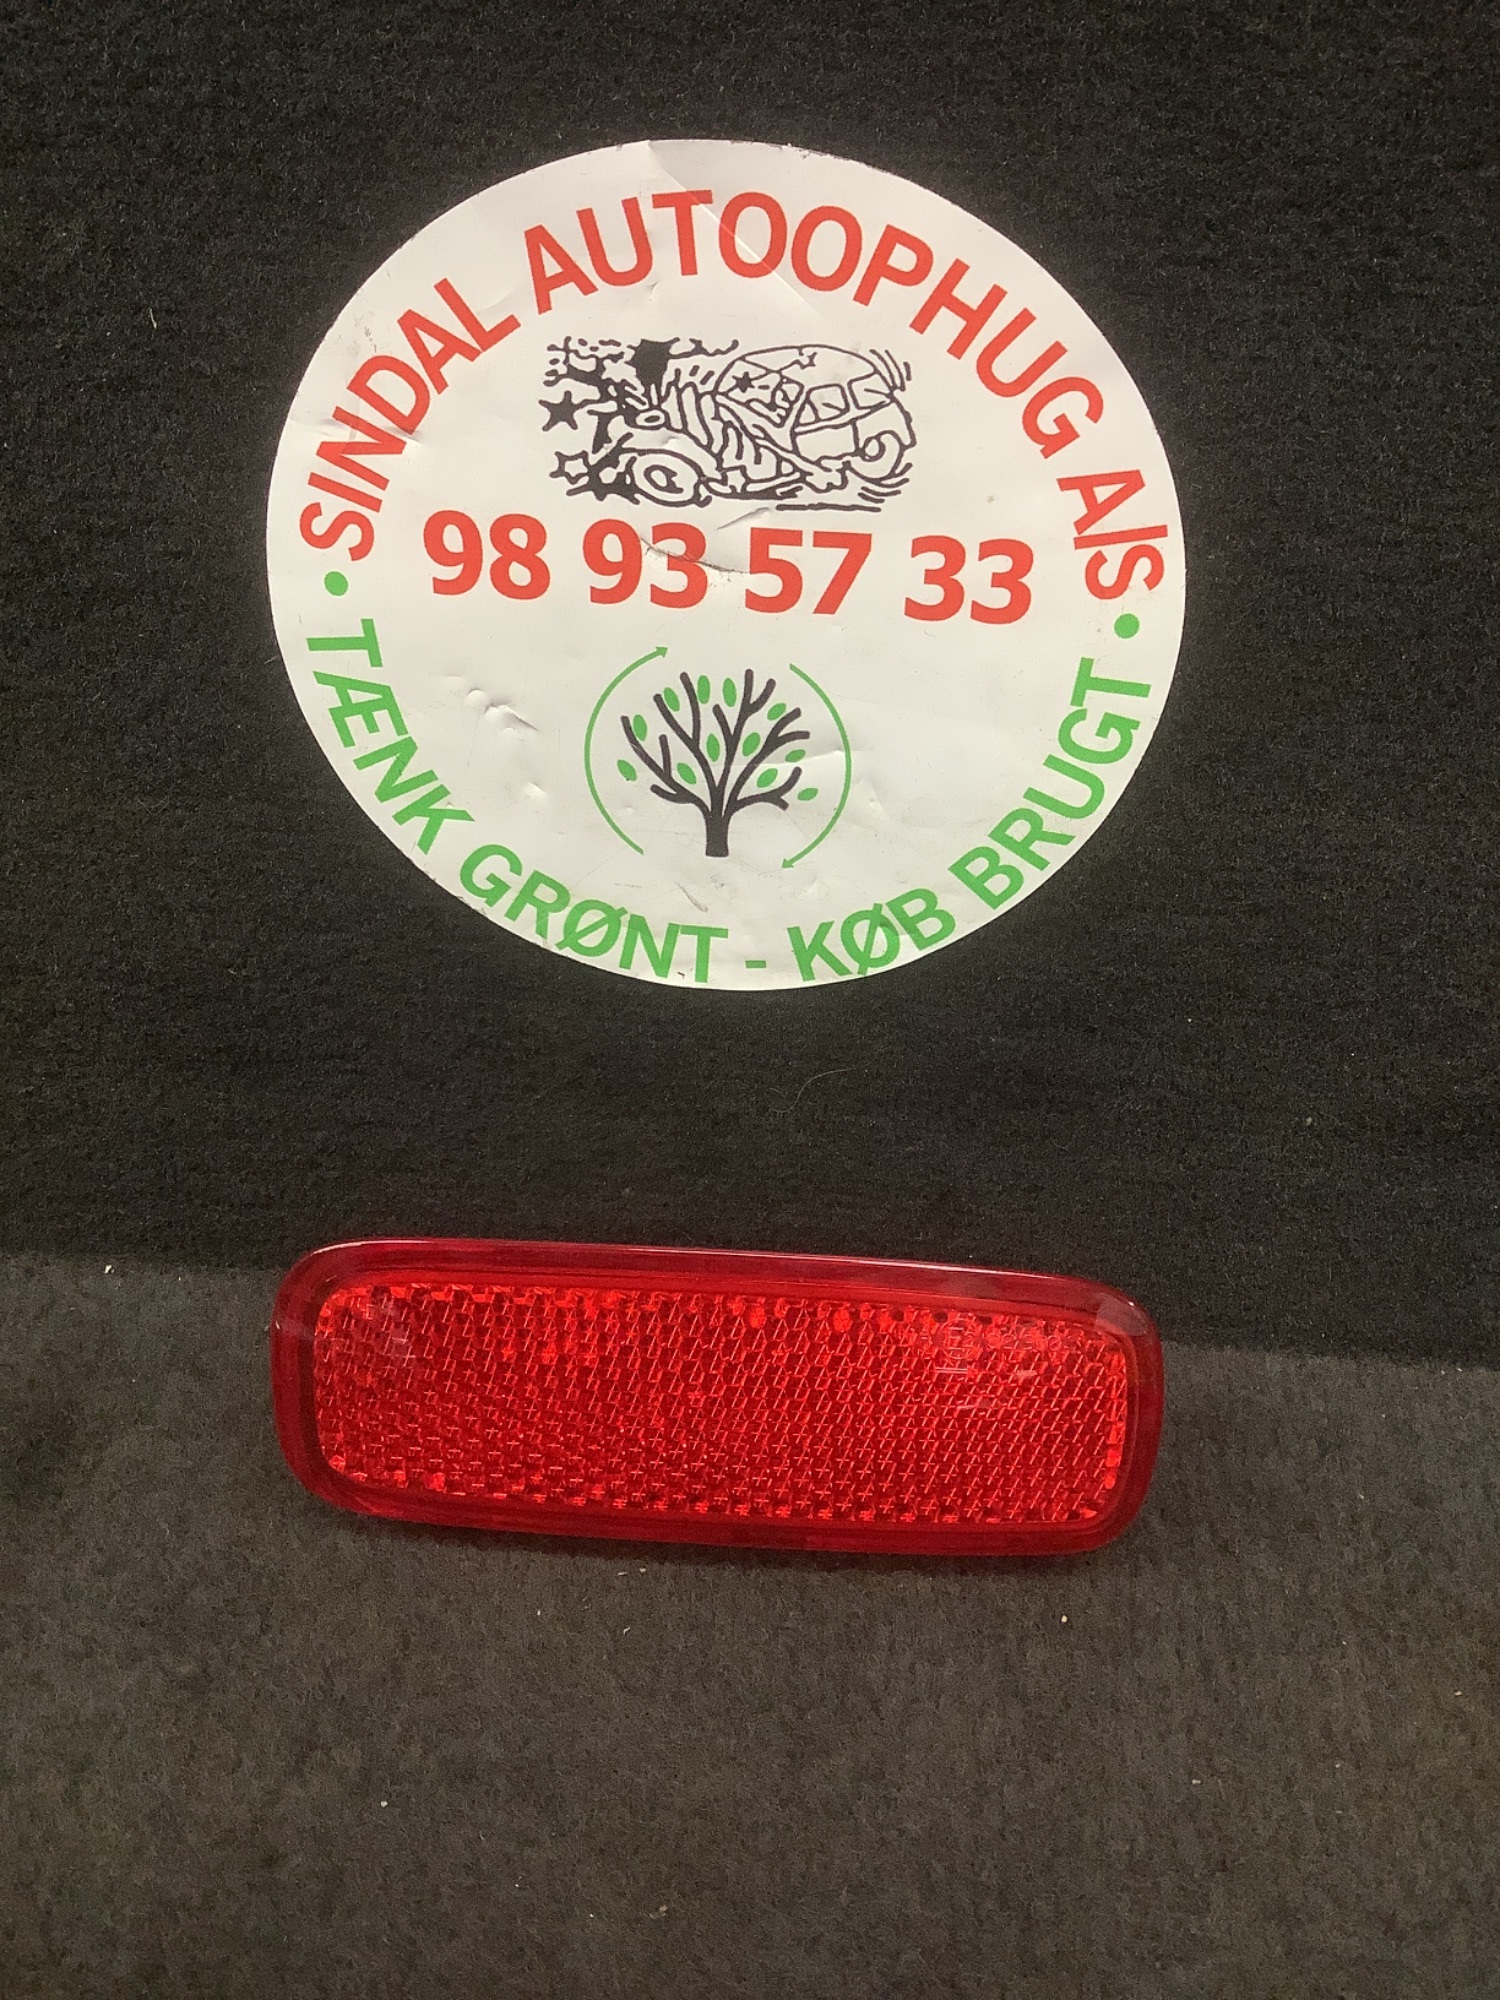 SINDAL AUTOOPHUG A/S
98 93 57 33
• TÆNK GRØNT - KØB BRUGT •